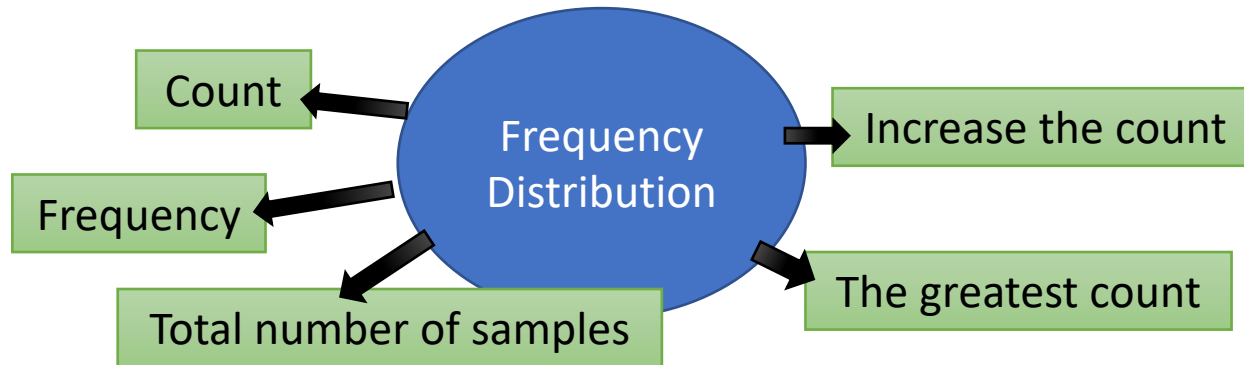 Count
Frequency
Total number of samples
Frequency
Distribution
Increase the count
The greatest count